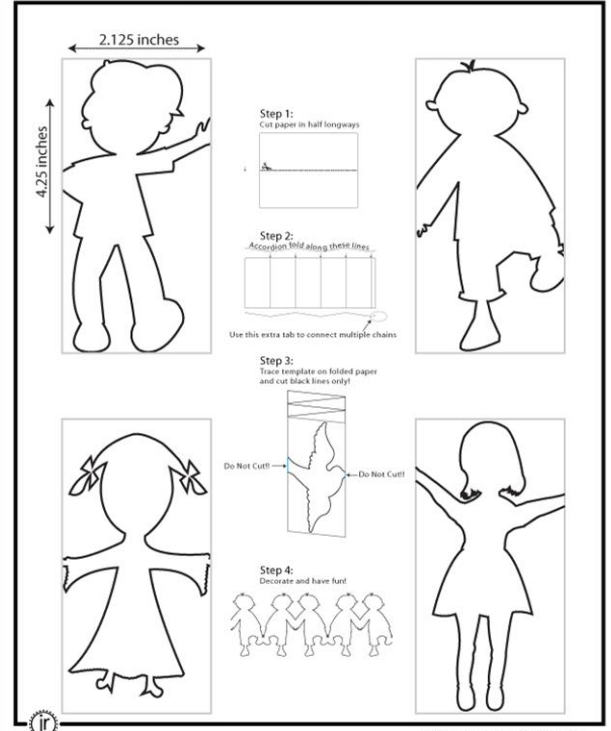 2.125 inches
4.25 inches
Step 1:
Cut paper in half longways
Step 2:
Accordion fold along these lines
Use this extra tab to connect multiple chains
Step 3:
Trace template on folded paper
and cut black lines only!
Do Not Cut!!
Do Not Cut!!
Step 4:
Decorate and have fun!
jr